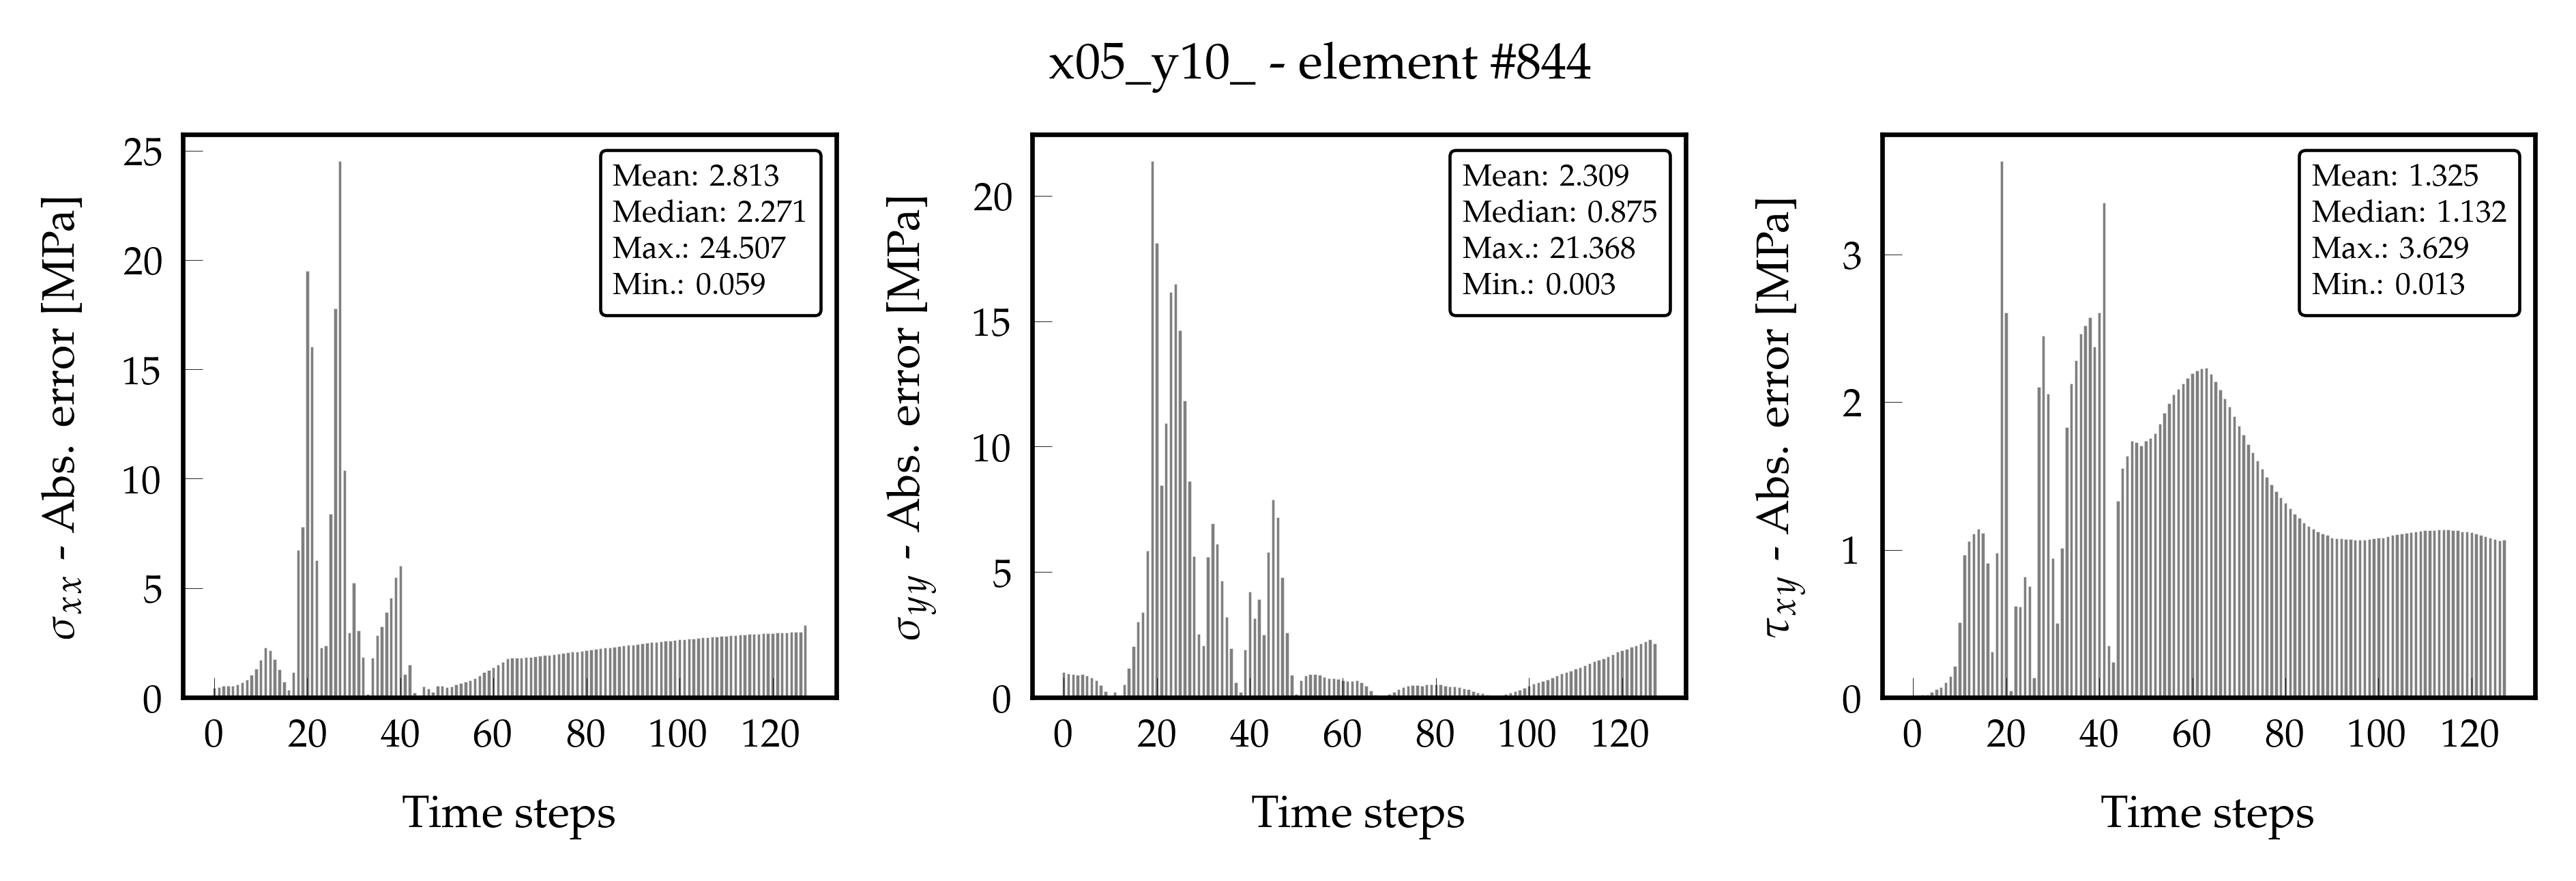 x05_y10_ - element #844
σxx - Abs. error [MPa]
25
20
15
10
5
0
Mean: 2.813
Median: 2.271
Max.: 24.507
Min.: 0.059
0 20 40 60 80 100 120
Time steps
σyy - Abs. error [MPa]
20
15
10
5
0
Mean: 2.309
Median: 0.875
Max.: 21.368
Min.: 0.003
0 20 40 60 80 100 120
Time steps
τxy - Abs. error [MPa]
3
2
1
0
Mean: 1.325
Median: 1.132
Max.: 3.629
Min.: 0.013
0 20 40 60 80 100 120
Time steps